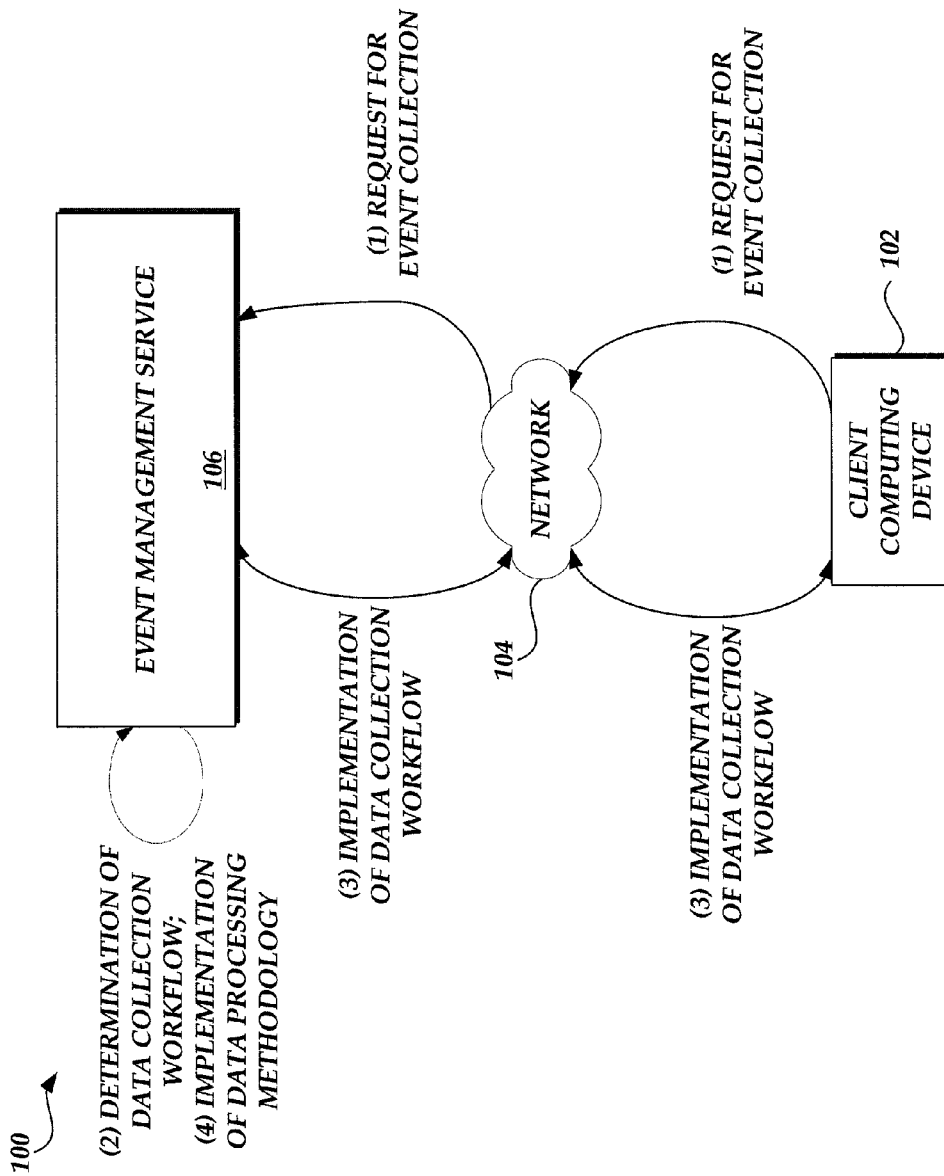 100
(2) DETERMINATION OF
DATA COLLECTION
WORKFLOW;
(4) IMPLEMENTATION
OF DATA PROCESSING
METHODOLOGY
EVENT MANAGEMENT SERVICE
106
(3) IMPLEMENTATION
OF DATA COLLECTION
WORKFLOW
(1) REQUEST FOR
EVENT COLLECTION
104
NETWORK
(3) IMPLEMENTATION
OF DATA COLLECTION
WORKFLOW
(1) REQUEST FOR
EVENT COLLECTION
CLIENT
COMPUTING
DEVICE
102